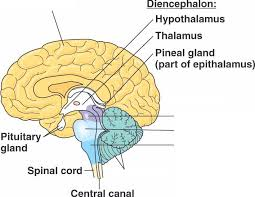 Diencephalon:
Hypothalamus
Thalamus
Pineal gland
(part of epithalamus)
Pituitary
gland
Spinal cord
Central canal